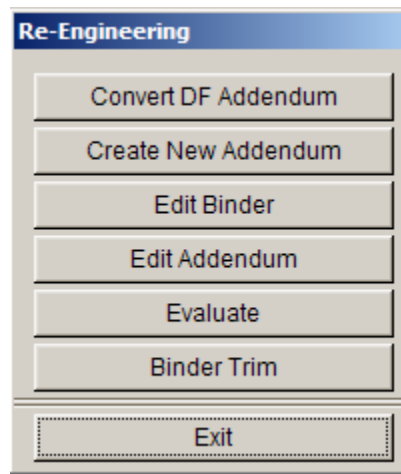 Re-Engineering
Convert DF Addendum
Create New Addendum
Edit Binder
Edit Addendum
Evaluate
Binder Trim
Exit